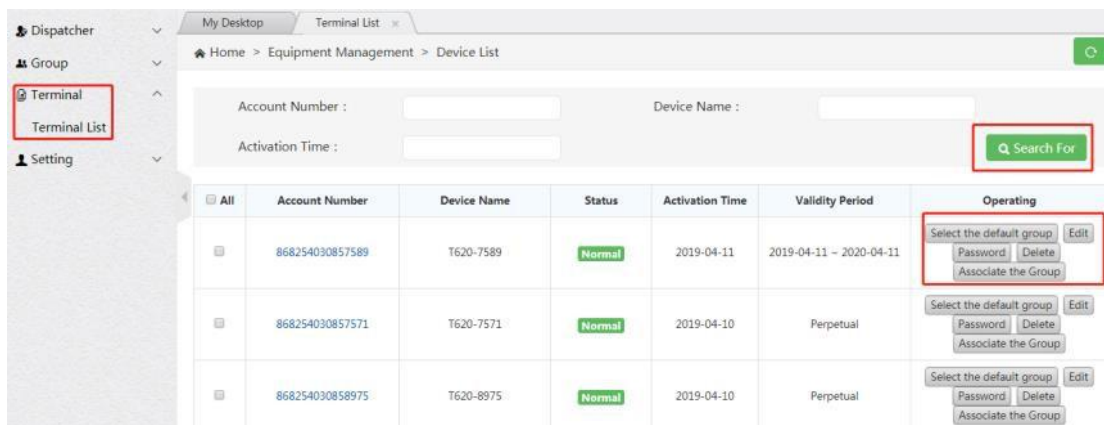 My Desktop
Terminal List ×
Dispatcher
Home > Equipment Management > Device List
Group
Terminal
Account Number :
Device Name :
Terminal List
Activation Time :
Search For
Setting
All
Account Number
Device Name
Status
Activation Time
Validity Period
Operating
868254030857589
T620-7589
Normal
2019-04-11
2019-04-11 ~ 2020-04-11
Select the default group Edit
Password Delete
Associate the Group
868254030857571
T620-7571
Normal
2019-04-10
Perpetual
Select the default group Edit
Password Delete
Associate the Group
868254030858975
T620-8975
Normal
2019-04-10
Perpetual
Select the default group Edit
Password Delete
Associate the Group